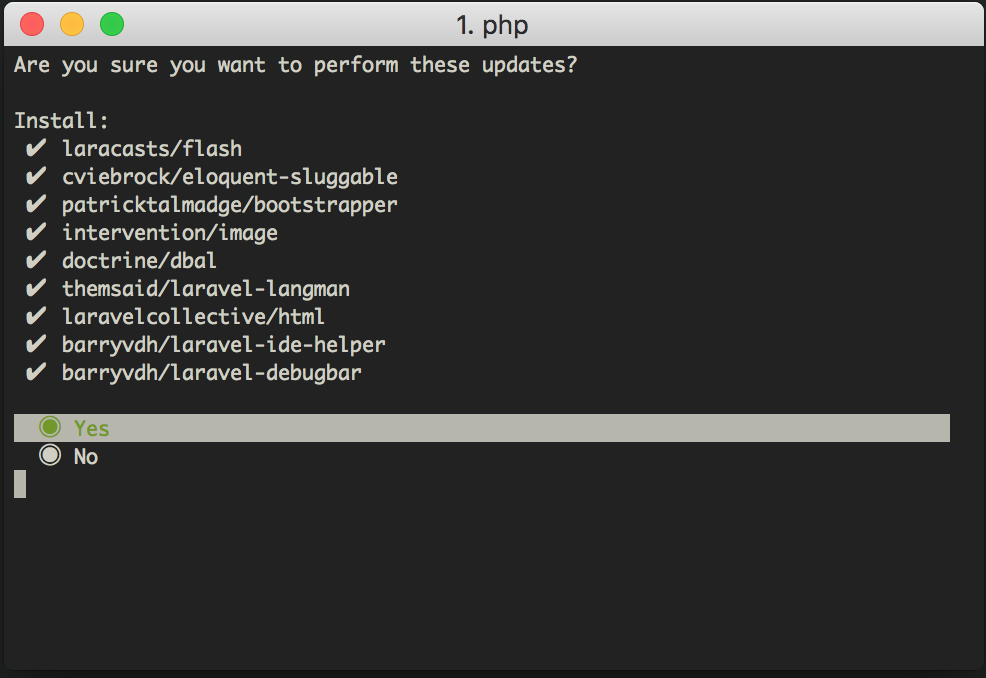 1. php
Are you sure you want to perform these updates?
Install:
✔ laracasts/flash
✔ cviebrock/eloquent-sluggable
✔ patricktalmadge/bootstrapper
✔ intervention/image
✔ doctrine/dbal
✔ themsaid/laravel-langman
✔ laravelcollective/html
✔ barryvdh/laravel-ide-helper
✔ barryvdh/laravel-debugbar
Yes
No